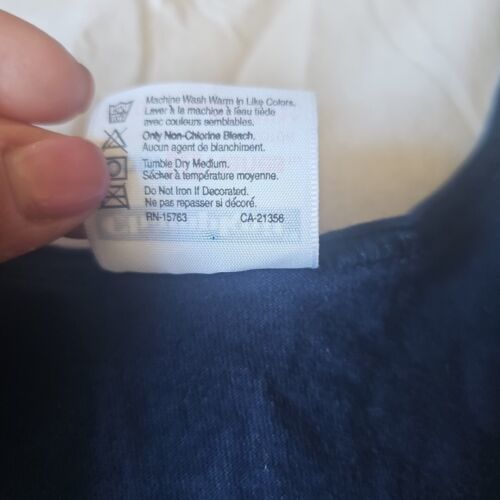 Machine Wash Warm In Like Colors.
Laver à la machine à l'eau tiède
avec couleurs semblables.
Only Non-Chlorine Bleach.
Aucun agent de blanchiment.
Tumble Dry Medium.
Sécher à température moyenne.
Do Not Iron If Decorated.
Ne pas repasser si décoré.
RN-15763 CA-21356